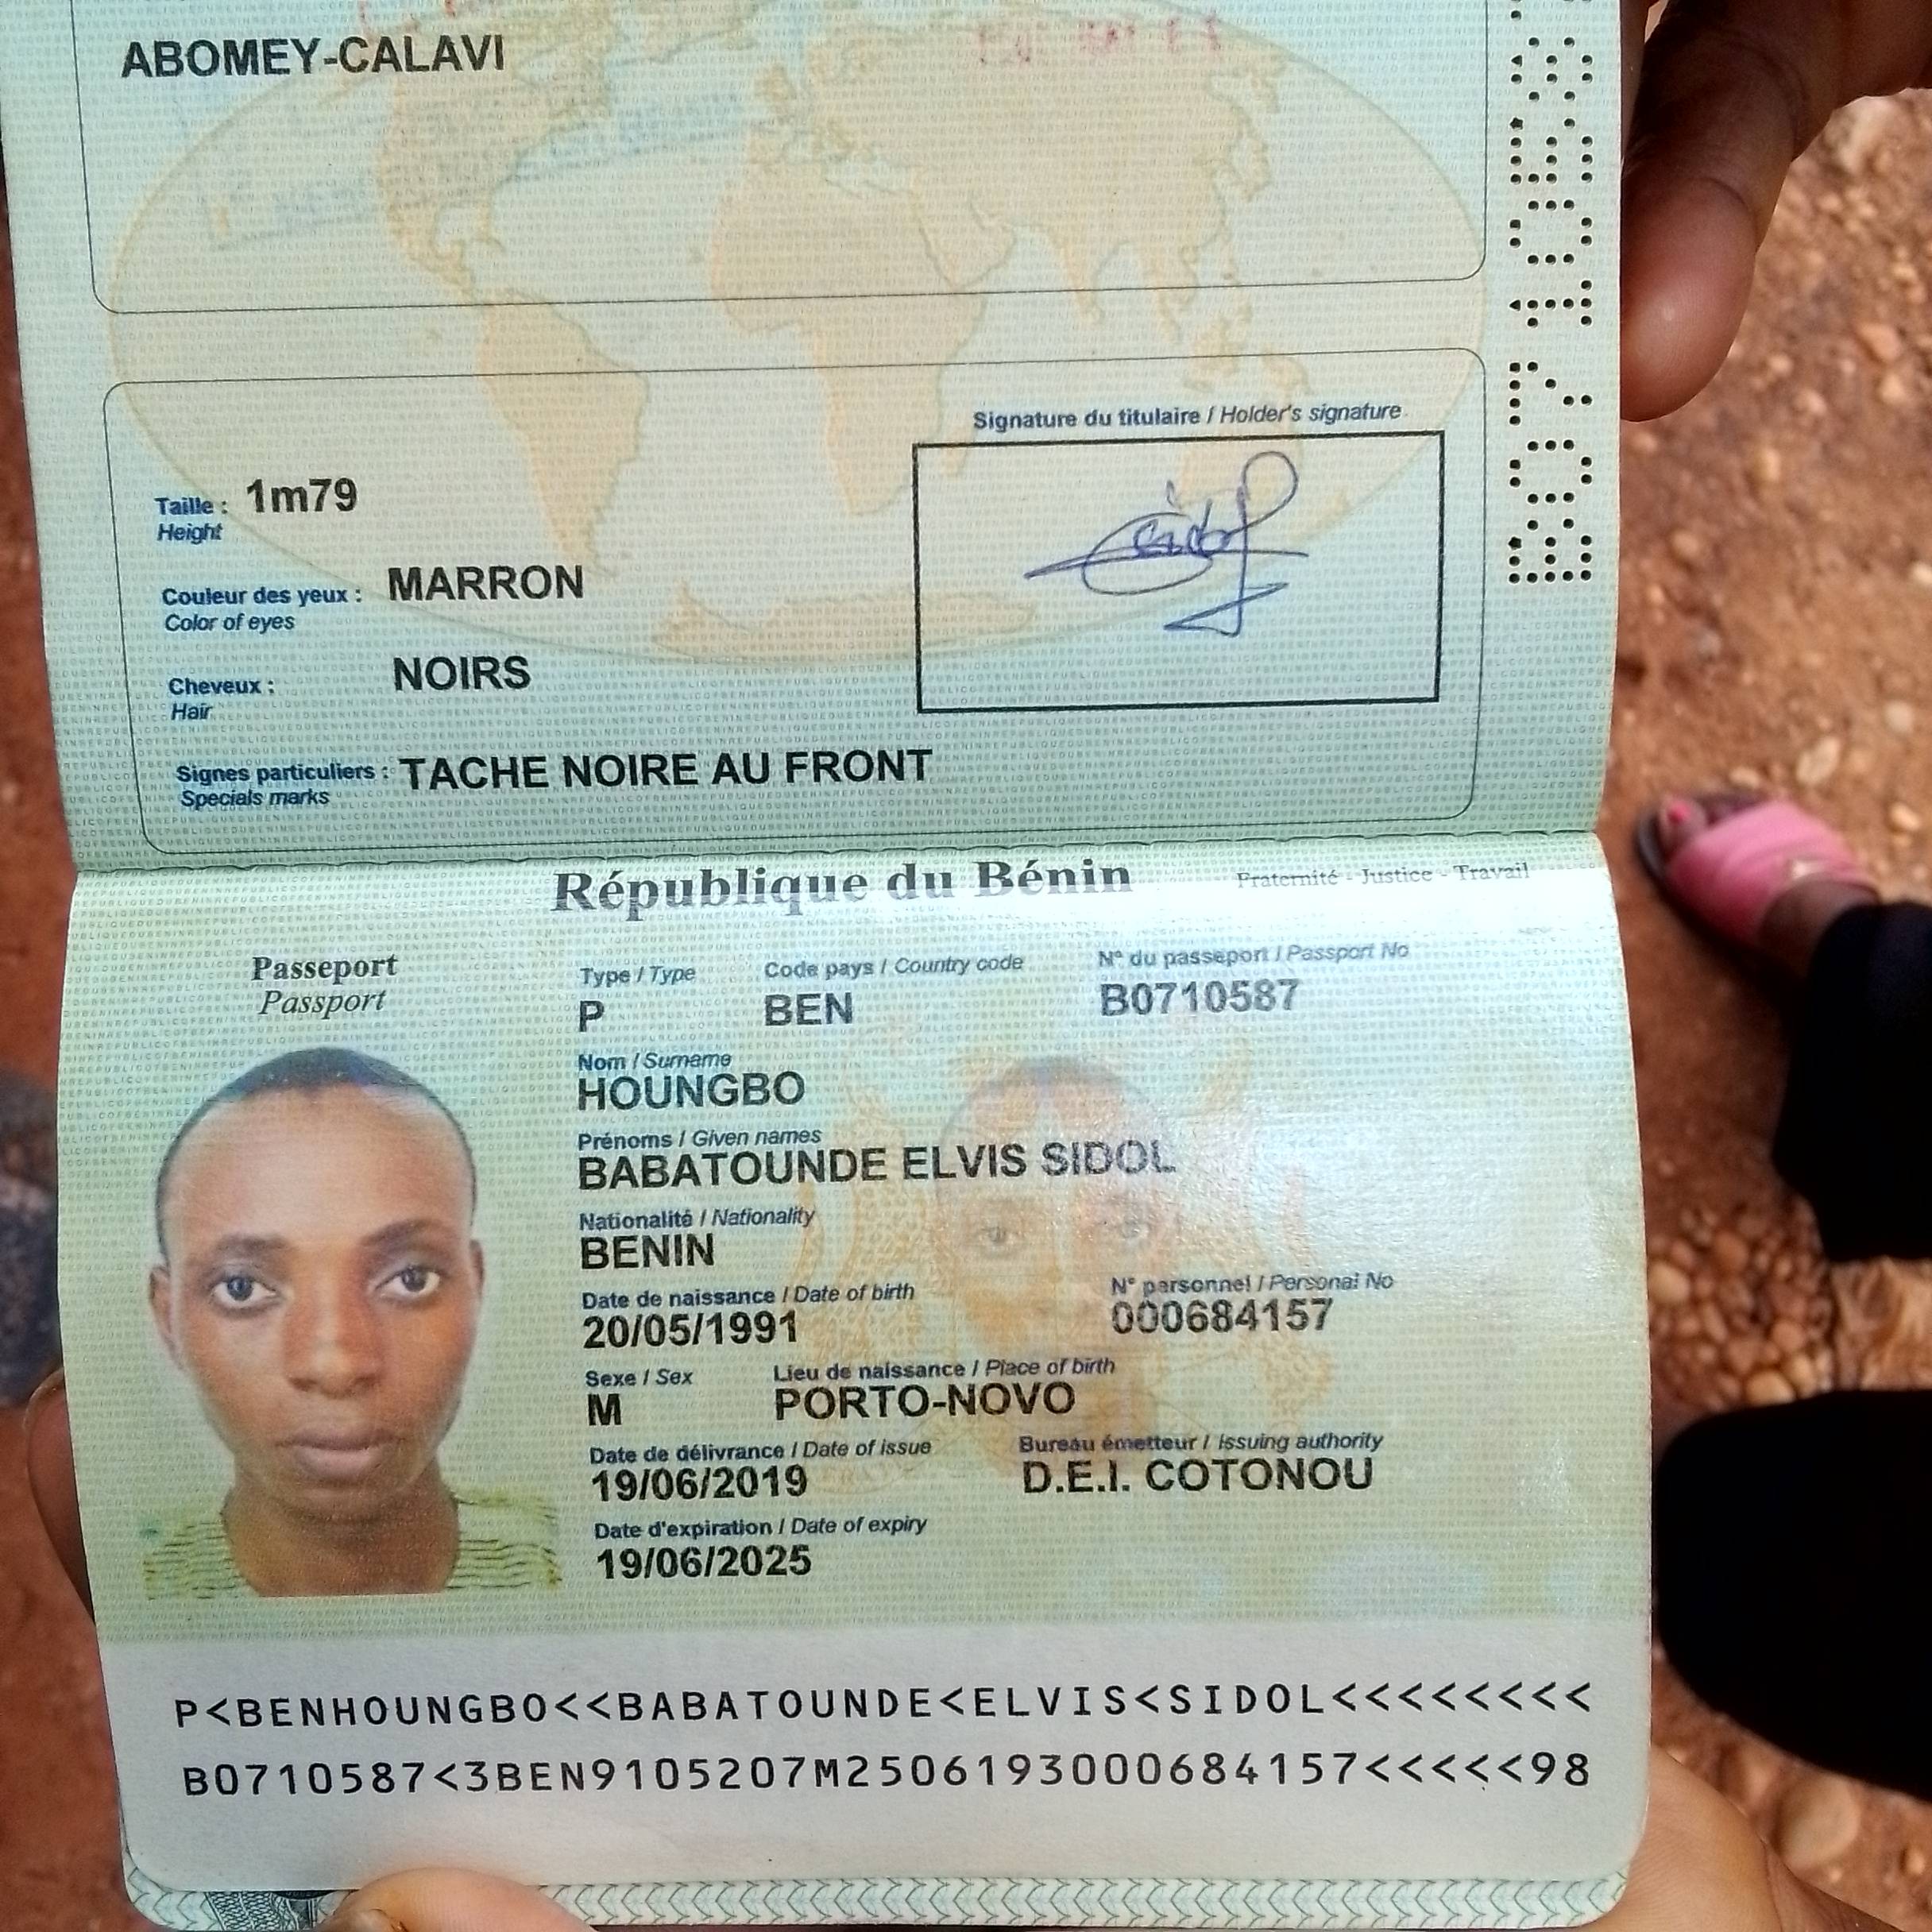 ABOMEY-CALAVI
Signature du titulaire / Holder's signature
Taille : 1m79
Height
Couleur des yeux : MARRON
Color of eyes
Cheveux : NOIRS
Hair
Signes particuliers : TACHE NOIRE AU FRONT
Specials marks
République du Bénin
Fraternité - Justice - Travail
Passeport
Passport
Type / Type
Code pays / Country code
N° du passeport / Passport No
P
BEN
B0710587
Nom / Surname
HOUNGBO
Prénoms / Given names
BABATOUNDE ELVIS SIDOL
Nationalité / Nationality
BENIN
Date de naissance / Date of birth
N° personnel / Personal No
20/05/1991
000684157
Sexe / Sex
Lieu de naissance / Place of birth
M
PORTO-NOVO
Date de délivrance / Date of issue
Bureau émetteur / Issuing authority
19/06/2019
D.E.I. COTONOU
Date d'expiration / Date of expiry
19/06/2025
P<BENHOUNGBO<<BABATOUNDE<ELVIS<SIDOL<<<<<<<<
B0710587<3BEN9105207M2506193000684157<<<<<98